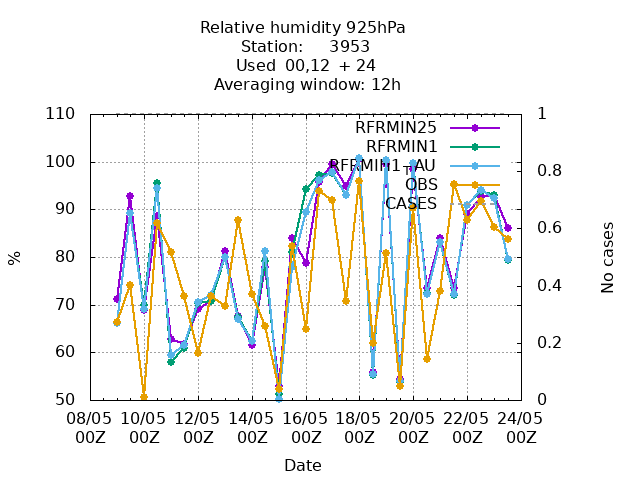 Relative humidity 925hPa
Station: 3953
Used 00,12 + 24
Averaging window: 12h
110 1
RFRMIN25
RFRMIN1
100 RFRMIN1+AU 0.8
OBS
90 CASES 0.6
80
70 0.4
60 0.2
50 0
% No cases
08/05 10/05 12/05 14/05 16/05 18/05 20/05 22/05 24/05
00Z 00Z 00Z 00Z 00Z 00Z 00Z 00Z 00Z
Date